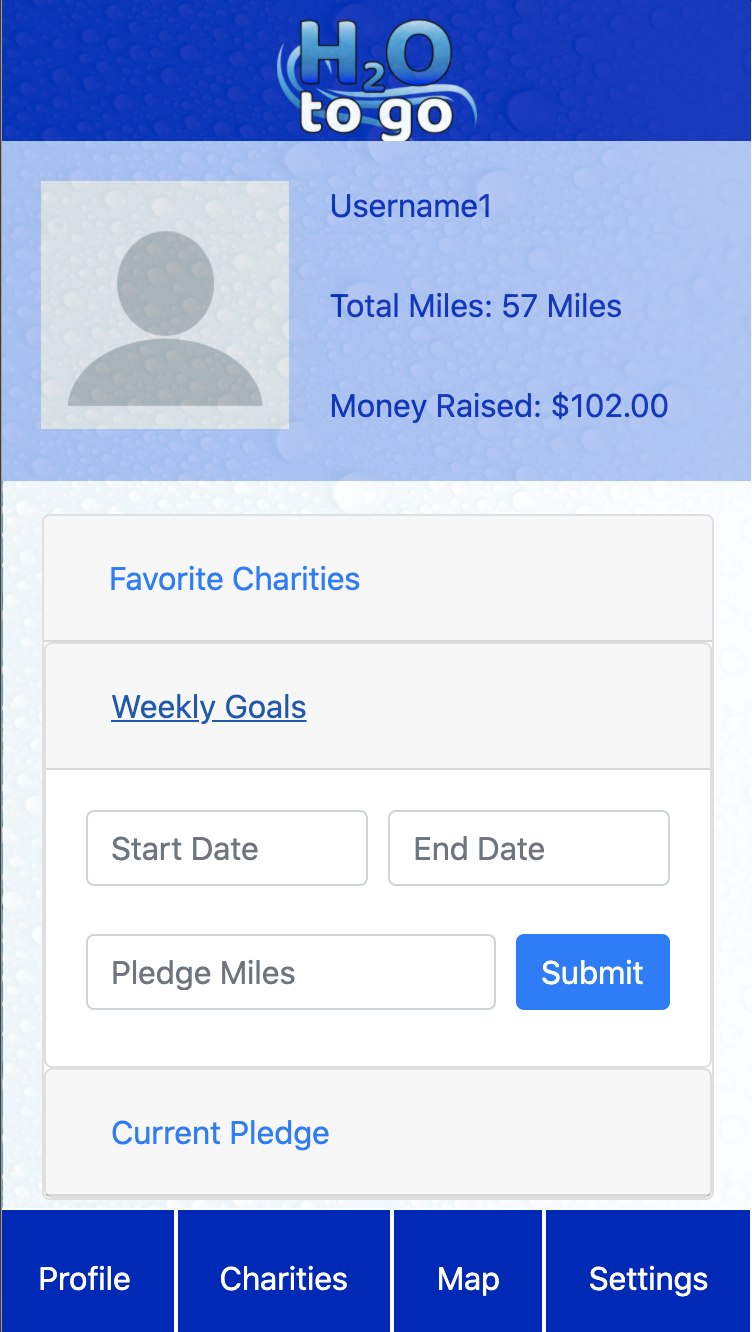 H2O
to go
Username1
Total Miles: 57 Miles
Money Raised: $102.00
Favorite Charities
Weekly Goals
Start Date End Date
Pledge Miles Submit
Current Pledge
Profile Charities Map Settings